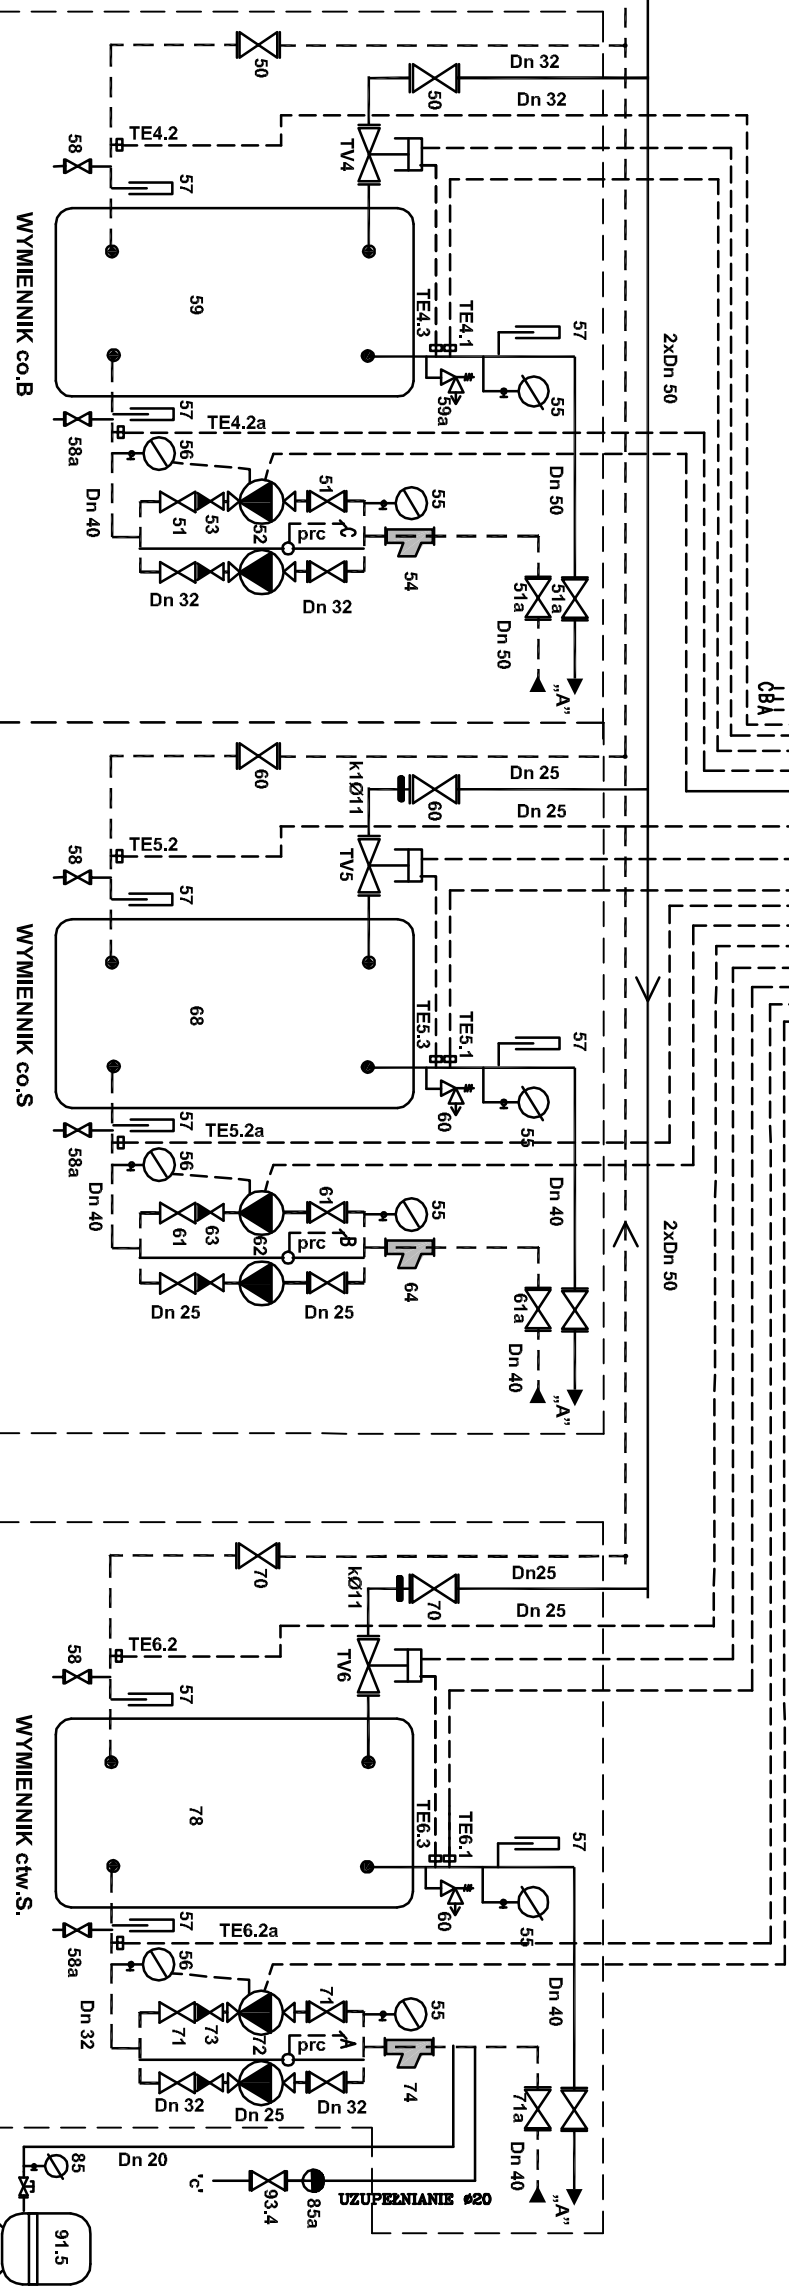 50
Dn 32
50
Dn 32
58
TE4.2
TV4
57
WYMIENNIK co.B
59
TE4.3
TE4.1
57
2xDn 50
59a
55
57
58a
TE4.2a
56
Dn 40
51
53
52
51
55
Dn 50
prc
C
54
Dn 32
Dn 32
51a
51a
Dn 50
„A”
C
B
A
60
Dn 25
k1Ø11
60
Dn 25
58
TE5.2
TV5
57
WYMIENNIK co.S
68
TE5.3
TE5.1
57
60
55
57
58a
TE5.2a
56
Dn 40
61
63
62
61
55
Dn 40
2xDn 50
prc
B
64
Dn 25
Dn 25
61a
Dn 40
„A”
70
Dn25
kØ11
70
Dn 25
58
TE6.2
TV6
57
WYMIENNIK ctw.S.
78
TE6.3
TE6.1
57
60
55
57
58a
TE6.2a
56
Dn 32
71
73
72
71
55
Dn 40
prc
A
74
Dn 32
Dn 25
Dn 32
71a
Dn 40
„A”
85
Dn 20
'c'
93.4
85a
UZUPEŁNIANIE ø20
91.5